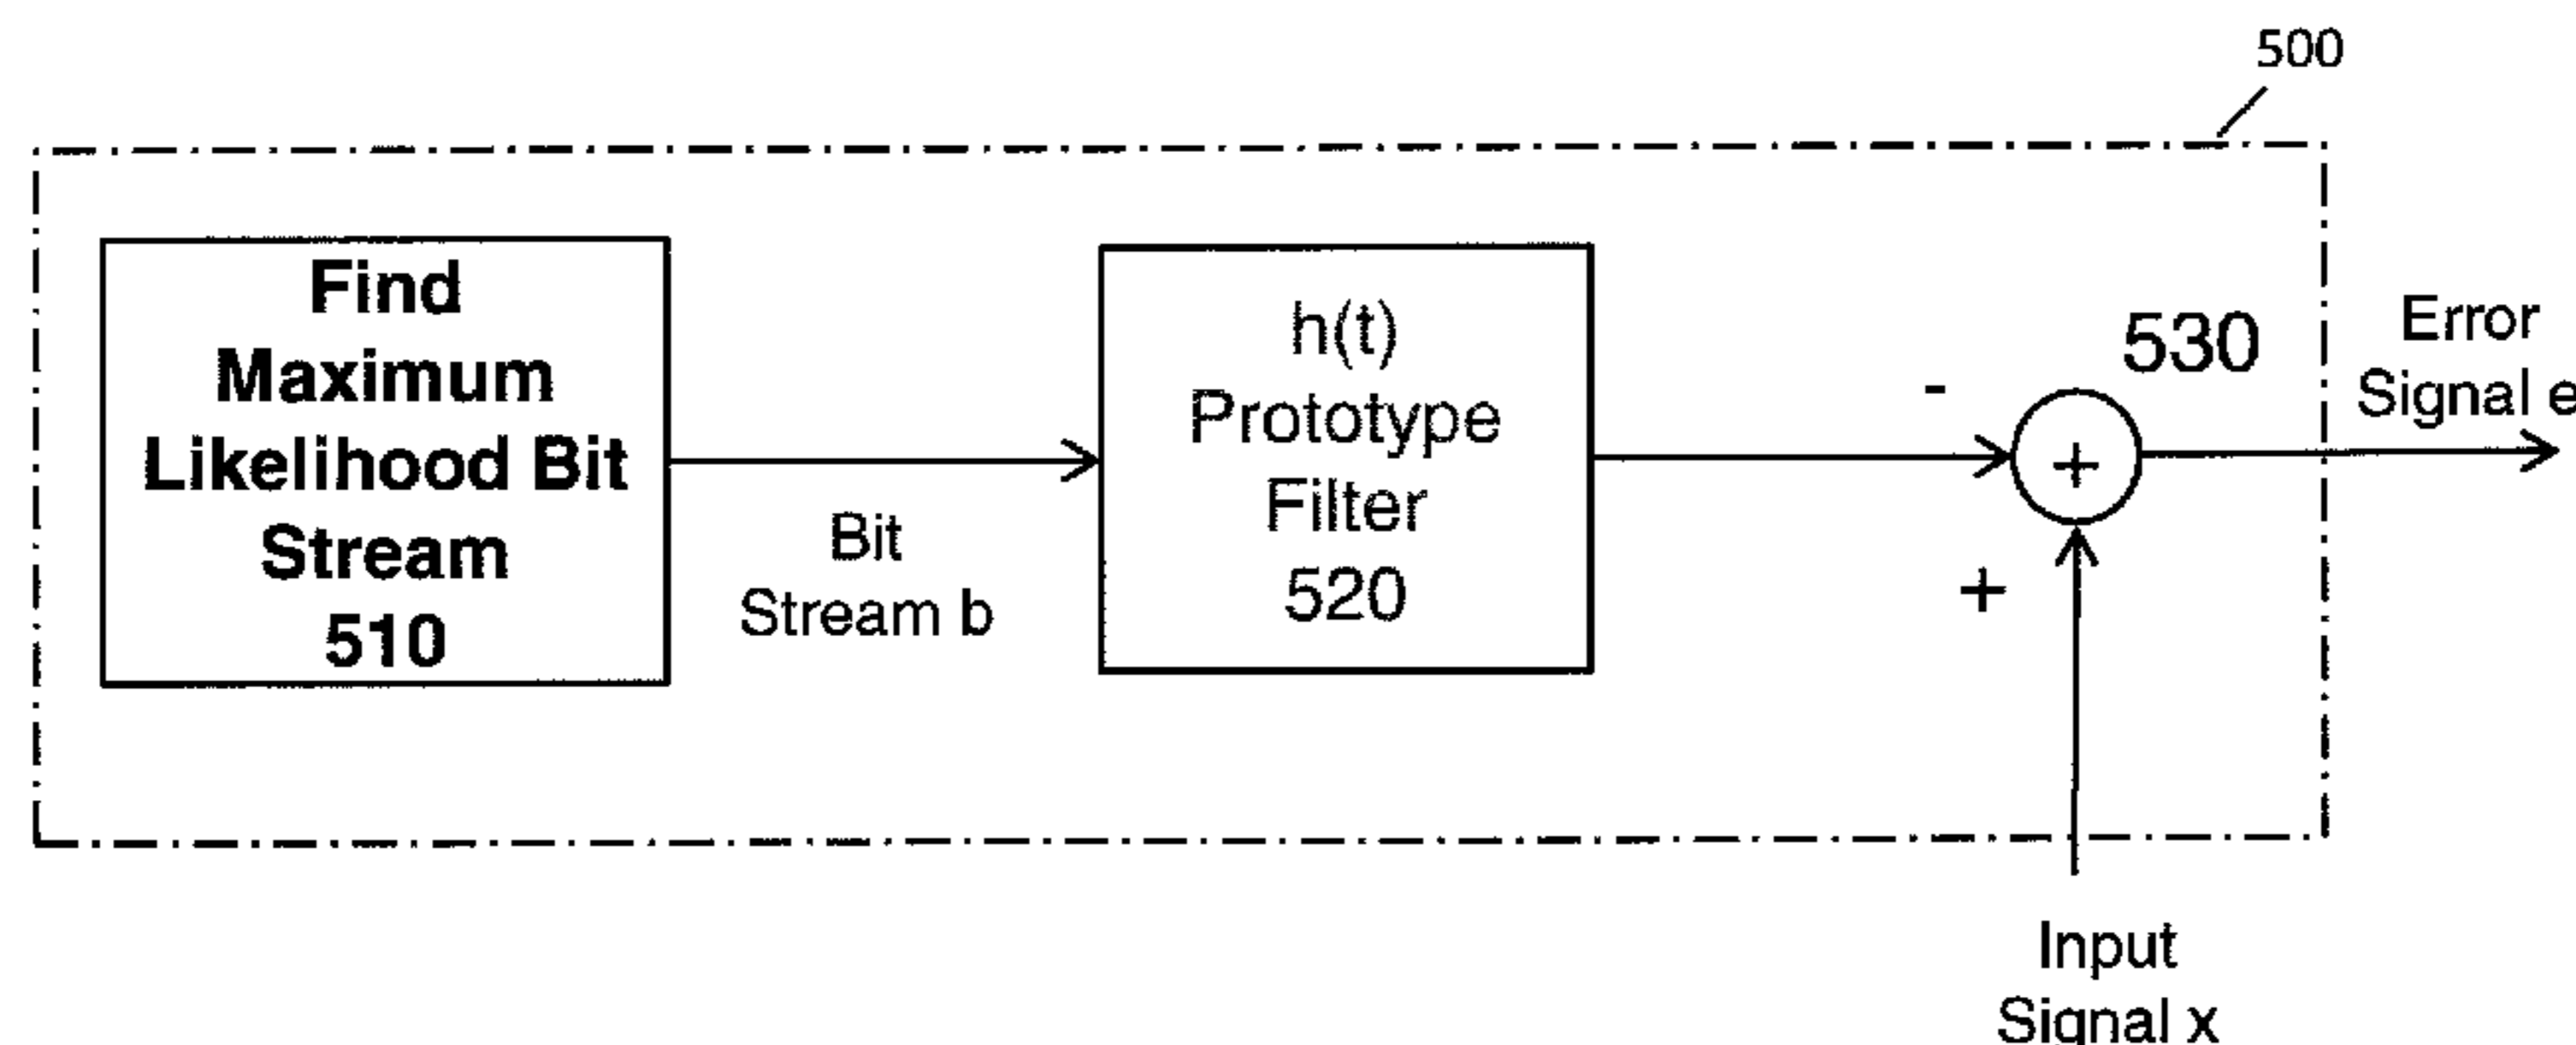 500
Find
Maximum
Likelihood Bit
Stream
510
Bit
Stream b
h(t)
Prototype
Filter
520
-
+
530
+
Error
Signal e
Input
Signal x